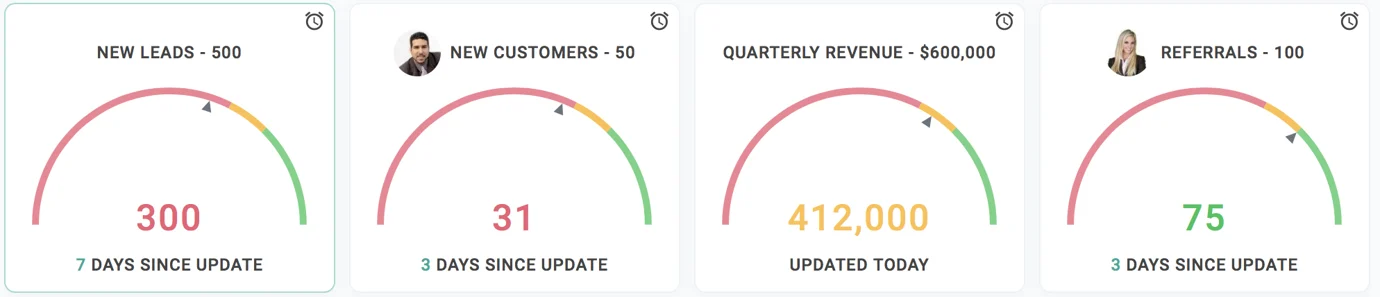 NEW LEADS - 500
300
7 DAYS SINCE UPDATE
NEW CUSTOMERS - 50
31
3 DAYS SINCE UPDATE
QUARTERLY REVENUE - $600,000
412,000
UPDATED TODAY
REFERRALS - 100
75
3 DAYS SINCE UPDATE